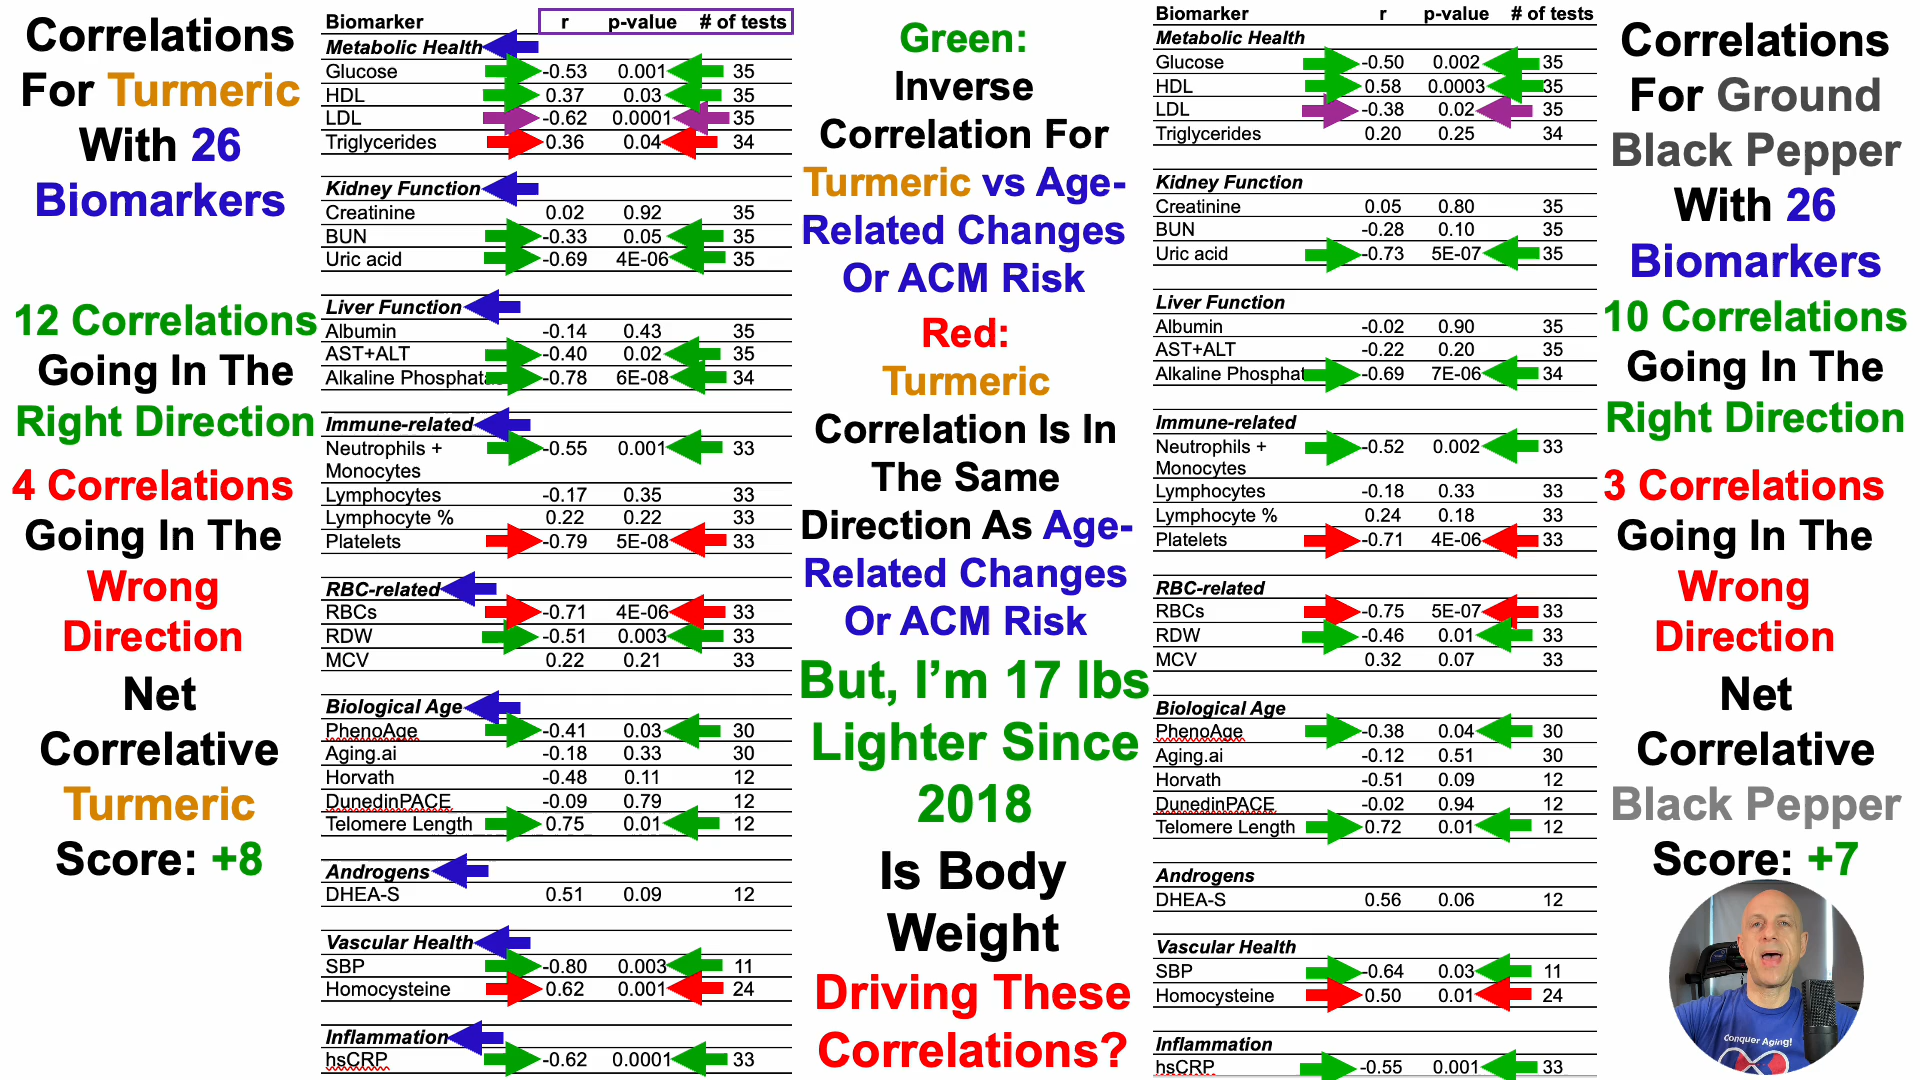 Correlations
For Turmeric
With 26
Biomarkers
12 Correlations
Going In The
Right Direction
4 Correlations
Going In The
Wrong
Direction
Net
Correlative
Turmeric
Score: +8
Biomarker r p-value # of tests
Metabolic Health
Glucose -0.53 0.001 35
HDL 0.37 0.03 35
LDL -0.62 0.0001 35
Triglycerides 0.36 0.04 34
Kidney Function
Creatinine 0.02 0.92 35
BUN -0.33 0.05 35
Uric acid -0.69 4E-06 35
Liver Function
Albumin -0.14 0.43 35
AST+ALT -0.40 0.02 35
Alkaline Phosphata -0.78 6E-08 34
Immune-related
Neutrophils + -0.55 0.001 33
Monocytes
Lymphocytes -0.17 0.35 33
Lymphocyte % 0.22 0.22 33
Platelets -0.79 5E-08 33
RBC-related
RBCs -0.71 4E-06 33
RDW -0.51 0.003 33
MCV 0.22 0.21 33
Biological Age
PhenoAge -0.41 0.03 30
Aging.ai -0.18 0.33 30
Horvath -0.48 0.11 12
DunedinPACE -0.09 0.79 12
Telomere Length 0.75 0.01 12
Androgens
DHEA-S 0.51 0.09 12
Vascular Health
SBP -0.80 0.003 11
Homocysteine 0.62 0.001 24
Inflammation
hsCRP -0.62 0.0001 33
Green:
Inverse
Correlation For
Turmeric vs Age-
Related Changes
Or ACM Risk
Red:
Turmeric
Correlation Is In
The Same
Direction As Age-
Related Changes
Or ACM Risk
But, I'm 17 lbs
Lighter Since
2018
Is Body
Weight
Driving These
Correlations?
Biomarker r p-value # of tests
Metabolic Health
Glucose -0.50 0.002 35
HDL 0.58 0.0003 35
LDL -0.38 0.02 35
Triglycerides 0.20 0.25 34
Kidney Function
Creatinine 0.05 0.80 35
BUN -0.28 0.10 35
Uric acid -0.73 5E-07 35
Liver Function
Albumin -0.02 0.90 35
AST+ALT -0.22 0.20 35
Alkaline Phosphat -0.69 7E-06 34
Immune-related
Neutrophils + -0.52 0.002 33
Monocytes
Lymphocytes -0.18 0.33 33
Lymphocyte % 0.24 0.18 33
Platelets -0.71 4E-06 33
RBC-related
RBCs -0.75 5E-07 33
RDW -0.46 0.01 33
MCV 0.32 0.07 33
Biological Age
PhenoAge -0.38 0.04 30
Aging.ai -0.12 0.51 30
Horvath -0.51 0.09 12
DunedinPACE -0.02 0.94 12
Telomere Length 0.72 0.01 12
Androgens
DHEA-S 0.56 0.06 12
Vascular Health
SBP -0.64 0.03 11
Homocysteine 0.50 0.01 24
Inflammation
hsCRP -0.55 0.001 33
Correlations
For Ground
Black Pepper
With 26
Biomarkers
10 Correlations
Going In The
Right Direction
3 Correlations
Going In The
Wrong
Direction
Net
Correlative
Black Pepper
Score: +7
Conquer Aging!